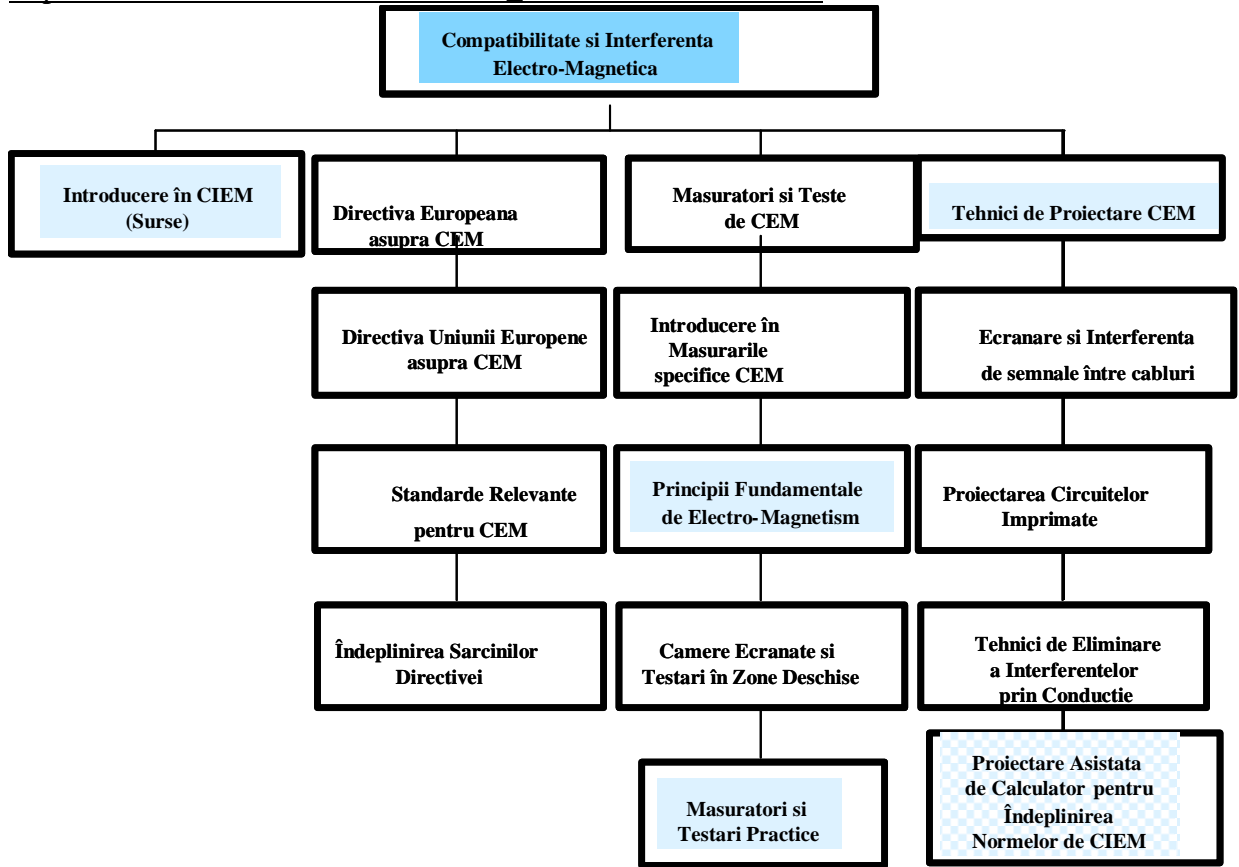 Compatibilitate si Interferenta
Electro-Magnetica
Introducere în CIEM
(Surse)
Directiva Europeana
asupra CEM
Masuratori si Teste
de CEM
Tehnici de Proiectare CEM
Directiva Uniunii Europene
asupra CEM
Introducere în
Masurarile
specifice CEM
Ecranare si Interferenta
de semnale între cabluri
Standarde Relevante
pentru CEM
Principii Fundamentale
de Electro-Magnetism
Proiectarea Circuitelor
Imprimate
Îndeplinirea Sarcinilor
Directivei
Camere Ecranate si
Testari în Zone Deschise
Tehnici de Eliminare
a Interferentelor
prin Conductie
Masuratori si
Testari Practice
Proiectare Asistata
de Calculator pentru
Îndeplinirea
Normelor de CIEM